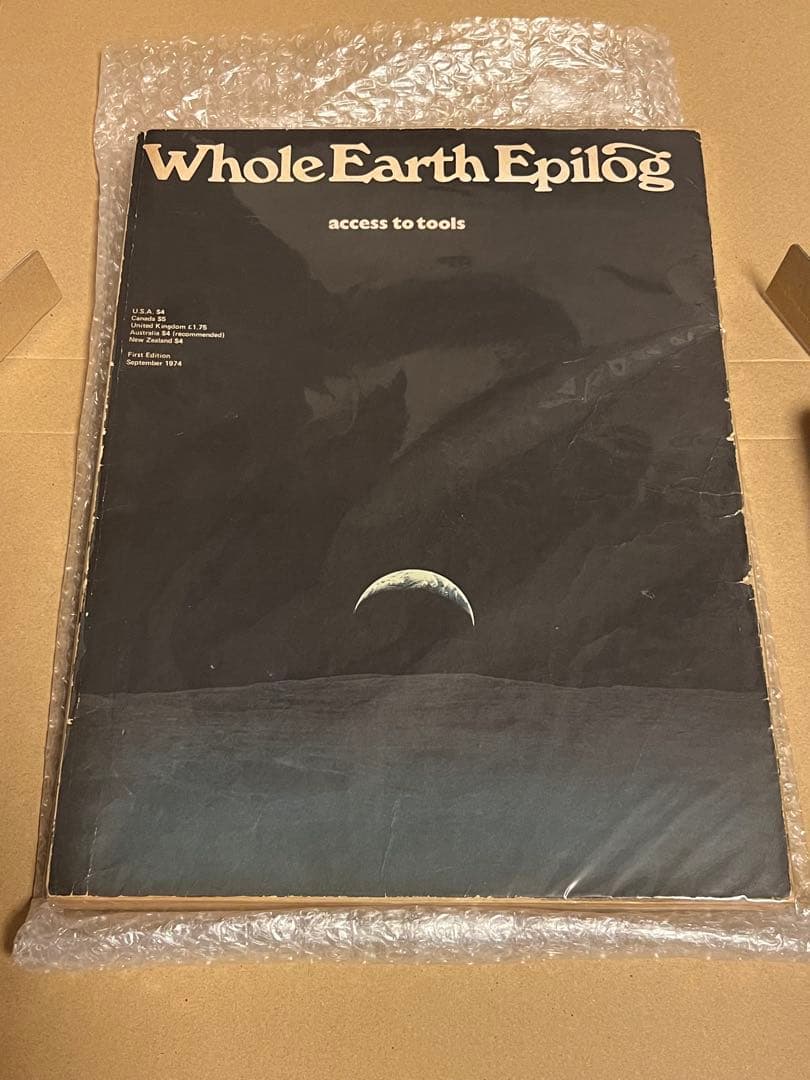 Whole Earth Epilog
access to tools
U.S.A. $4
Canada $5
United Kingdom £1.75
Australia $4 (recommended)
New Zealand $4
First Edition
September 1974